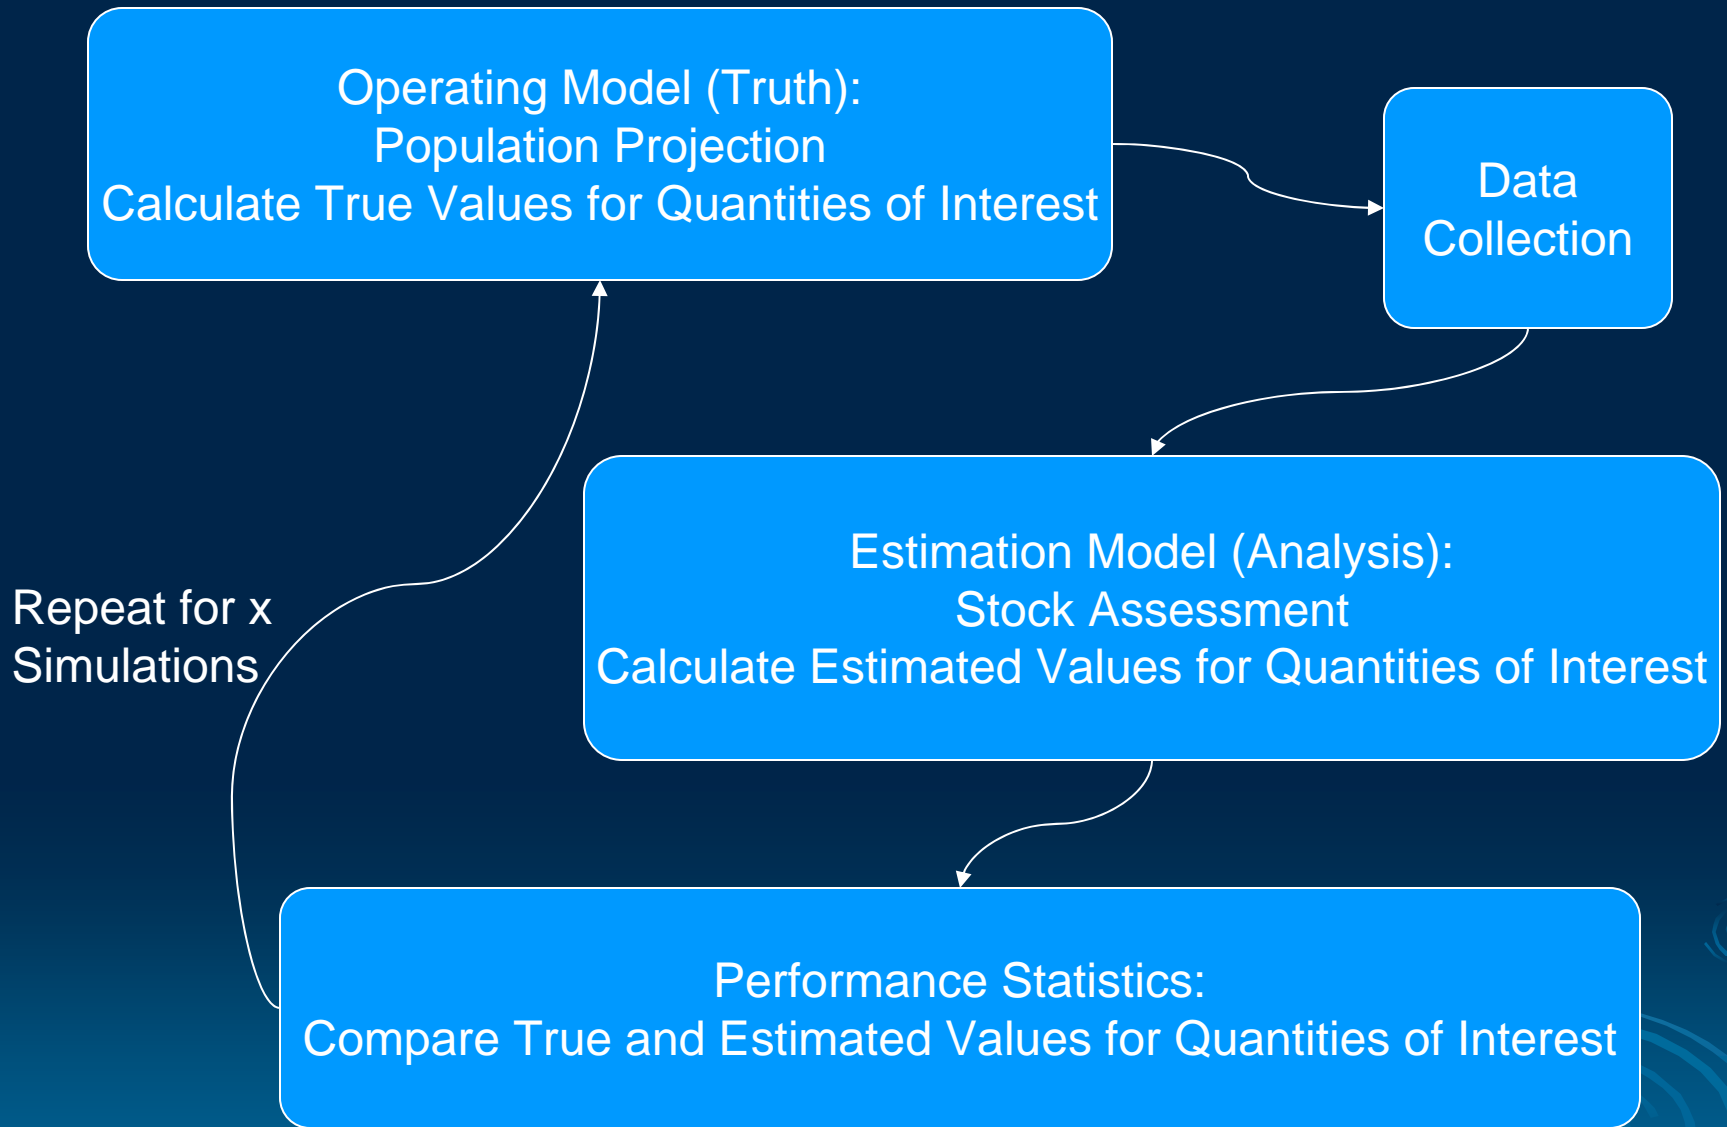 Operating Model (Truth):
Population Projection
Calculate True Values for Quantities of Interest
Data
Collection
Estimation Model (Analysis):
Stock Assessment
Calculate Estimated Values for Quantities of Interest
Repeat for x
Simulations
Performance Statistics:
Compare True and Estimated Values for Quantities of Interest